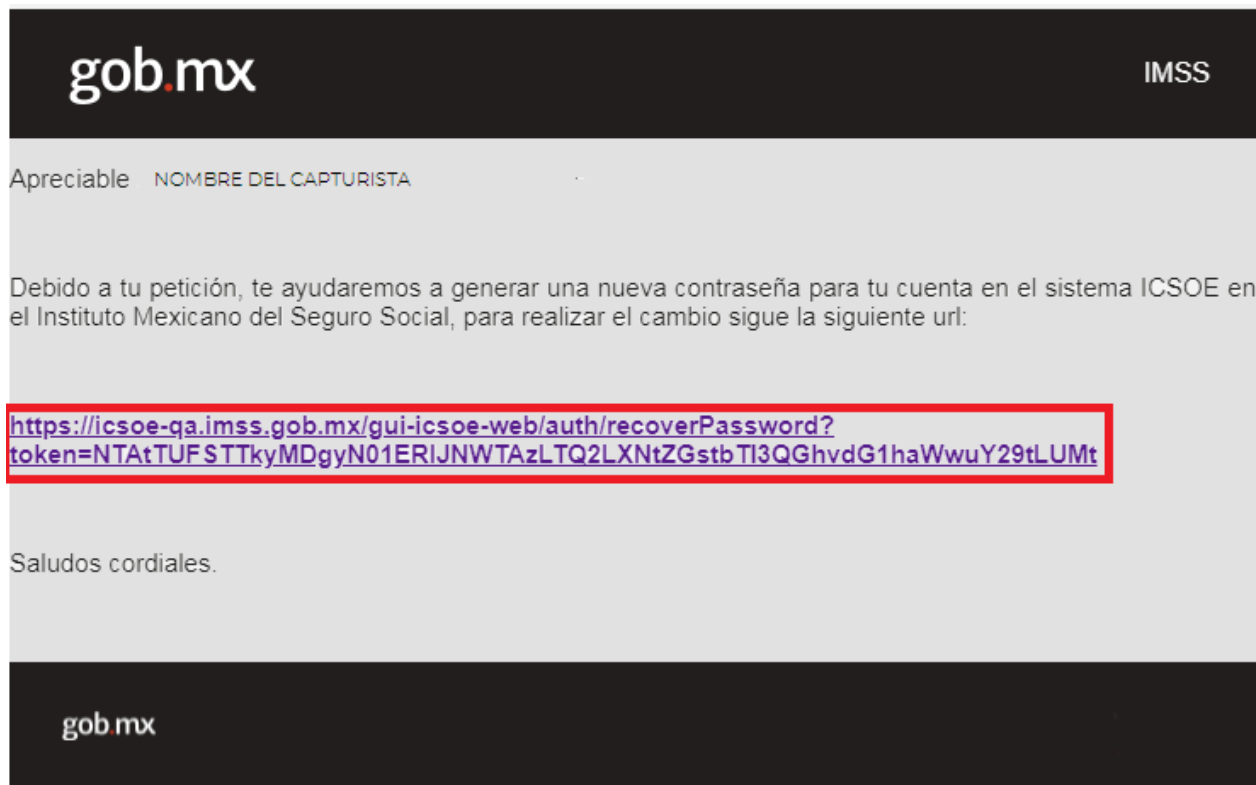 gob.mx
IMSS
Apreciable NOMBRE DEL CAPTURISTA
Debido a tu petición, te ayudaremos a generar una nueva contraseña para tu cuenta en el sistema ICSOE en
el Instituto Mexicano del Seguro Social, para realizar el cambio sigue la siguiente url:
https://icsoe-qa.imss.gob.mx/gui-icsoe-web/auth/recoverPassword?
token=NTAtTUFSTTkyMDgyN01ERlJNWTAzLTQ2LXNtZGstbTI3QGhvdG1haWwuY29tLUMt
Saludos cordiales.
gob.mx